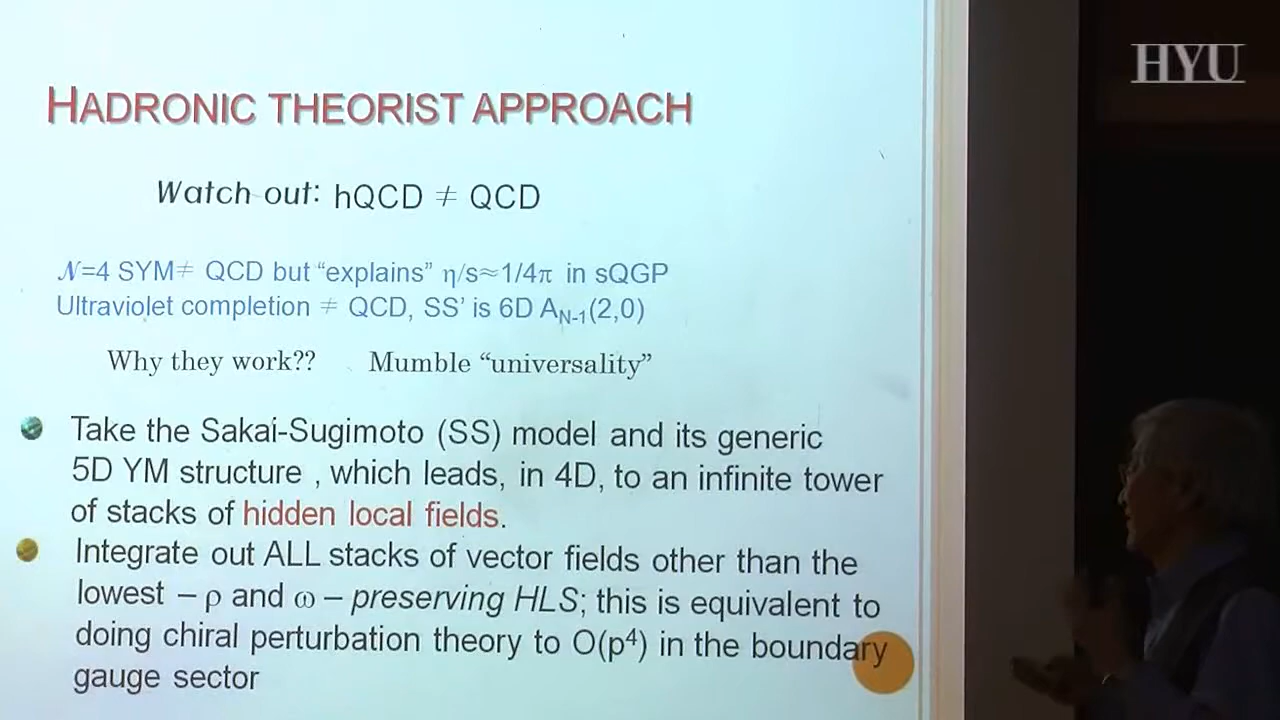 HYU
HADRONIC THEORIST APPROACH
Watch out: hQCD ≠ QCD
𝒩=4 SYM≠ QCD but “explains” η/s≈1/4π in sQGP
Ultraviolet completion ≠ QCD, SS’ is 6D A_{N-1}(2,0)
Why they work?? Mumble “universality”
Take the Sakai-Sugimoto (SS) model and its generic
5D YM structure , which leads, in 4D, to an infinite tower
of stacks of hidden local fields.
Integrate out ALL stacks of vector fields other than the
lowest – ρ and ω – preserving HLS; this is equivalent to
doing chiral perturbation theory to O(p⁴) in the boundary
gauge sector